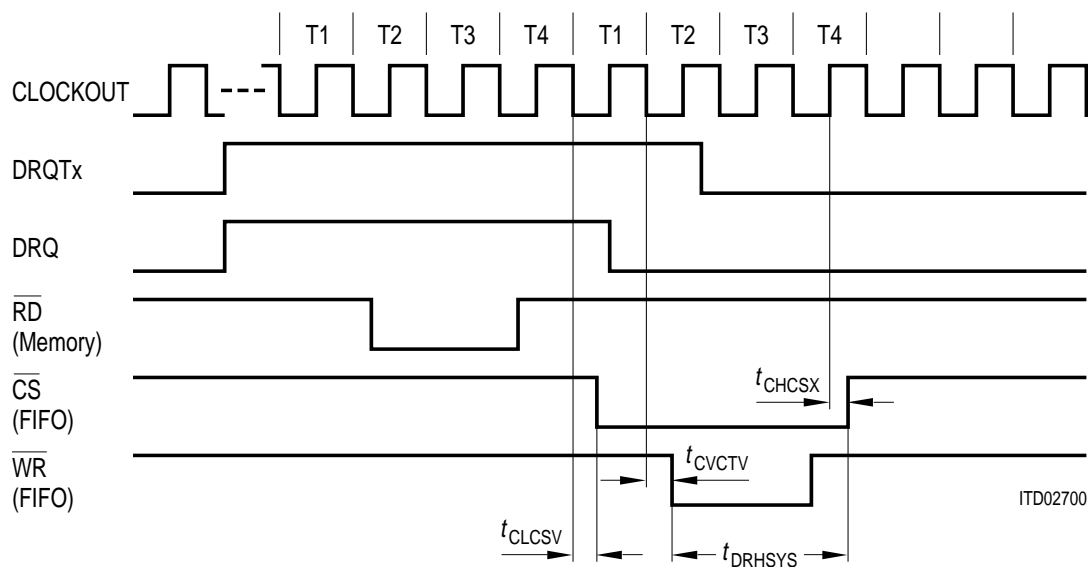 T1 T2 T3 T4 T1 T2 T3 T4
CLOCKOUT
DRQTx
DRQ
RD
(Memory)
CS
(FIFO)
tCHCSX
WR
(FIFO)
tCVCTV
ITD02700
tCLCSV
tDRHSYS